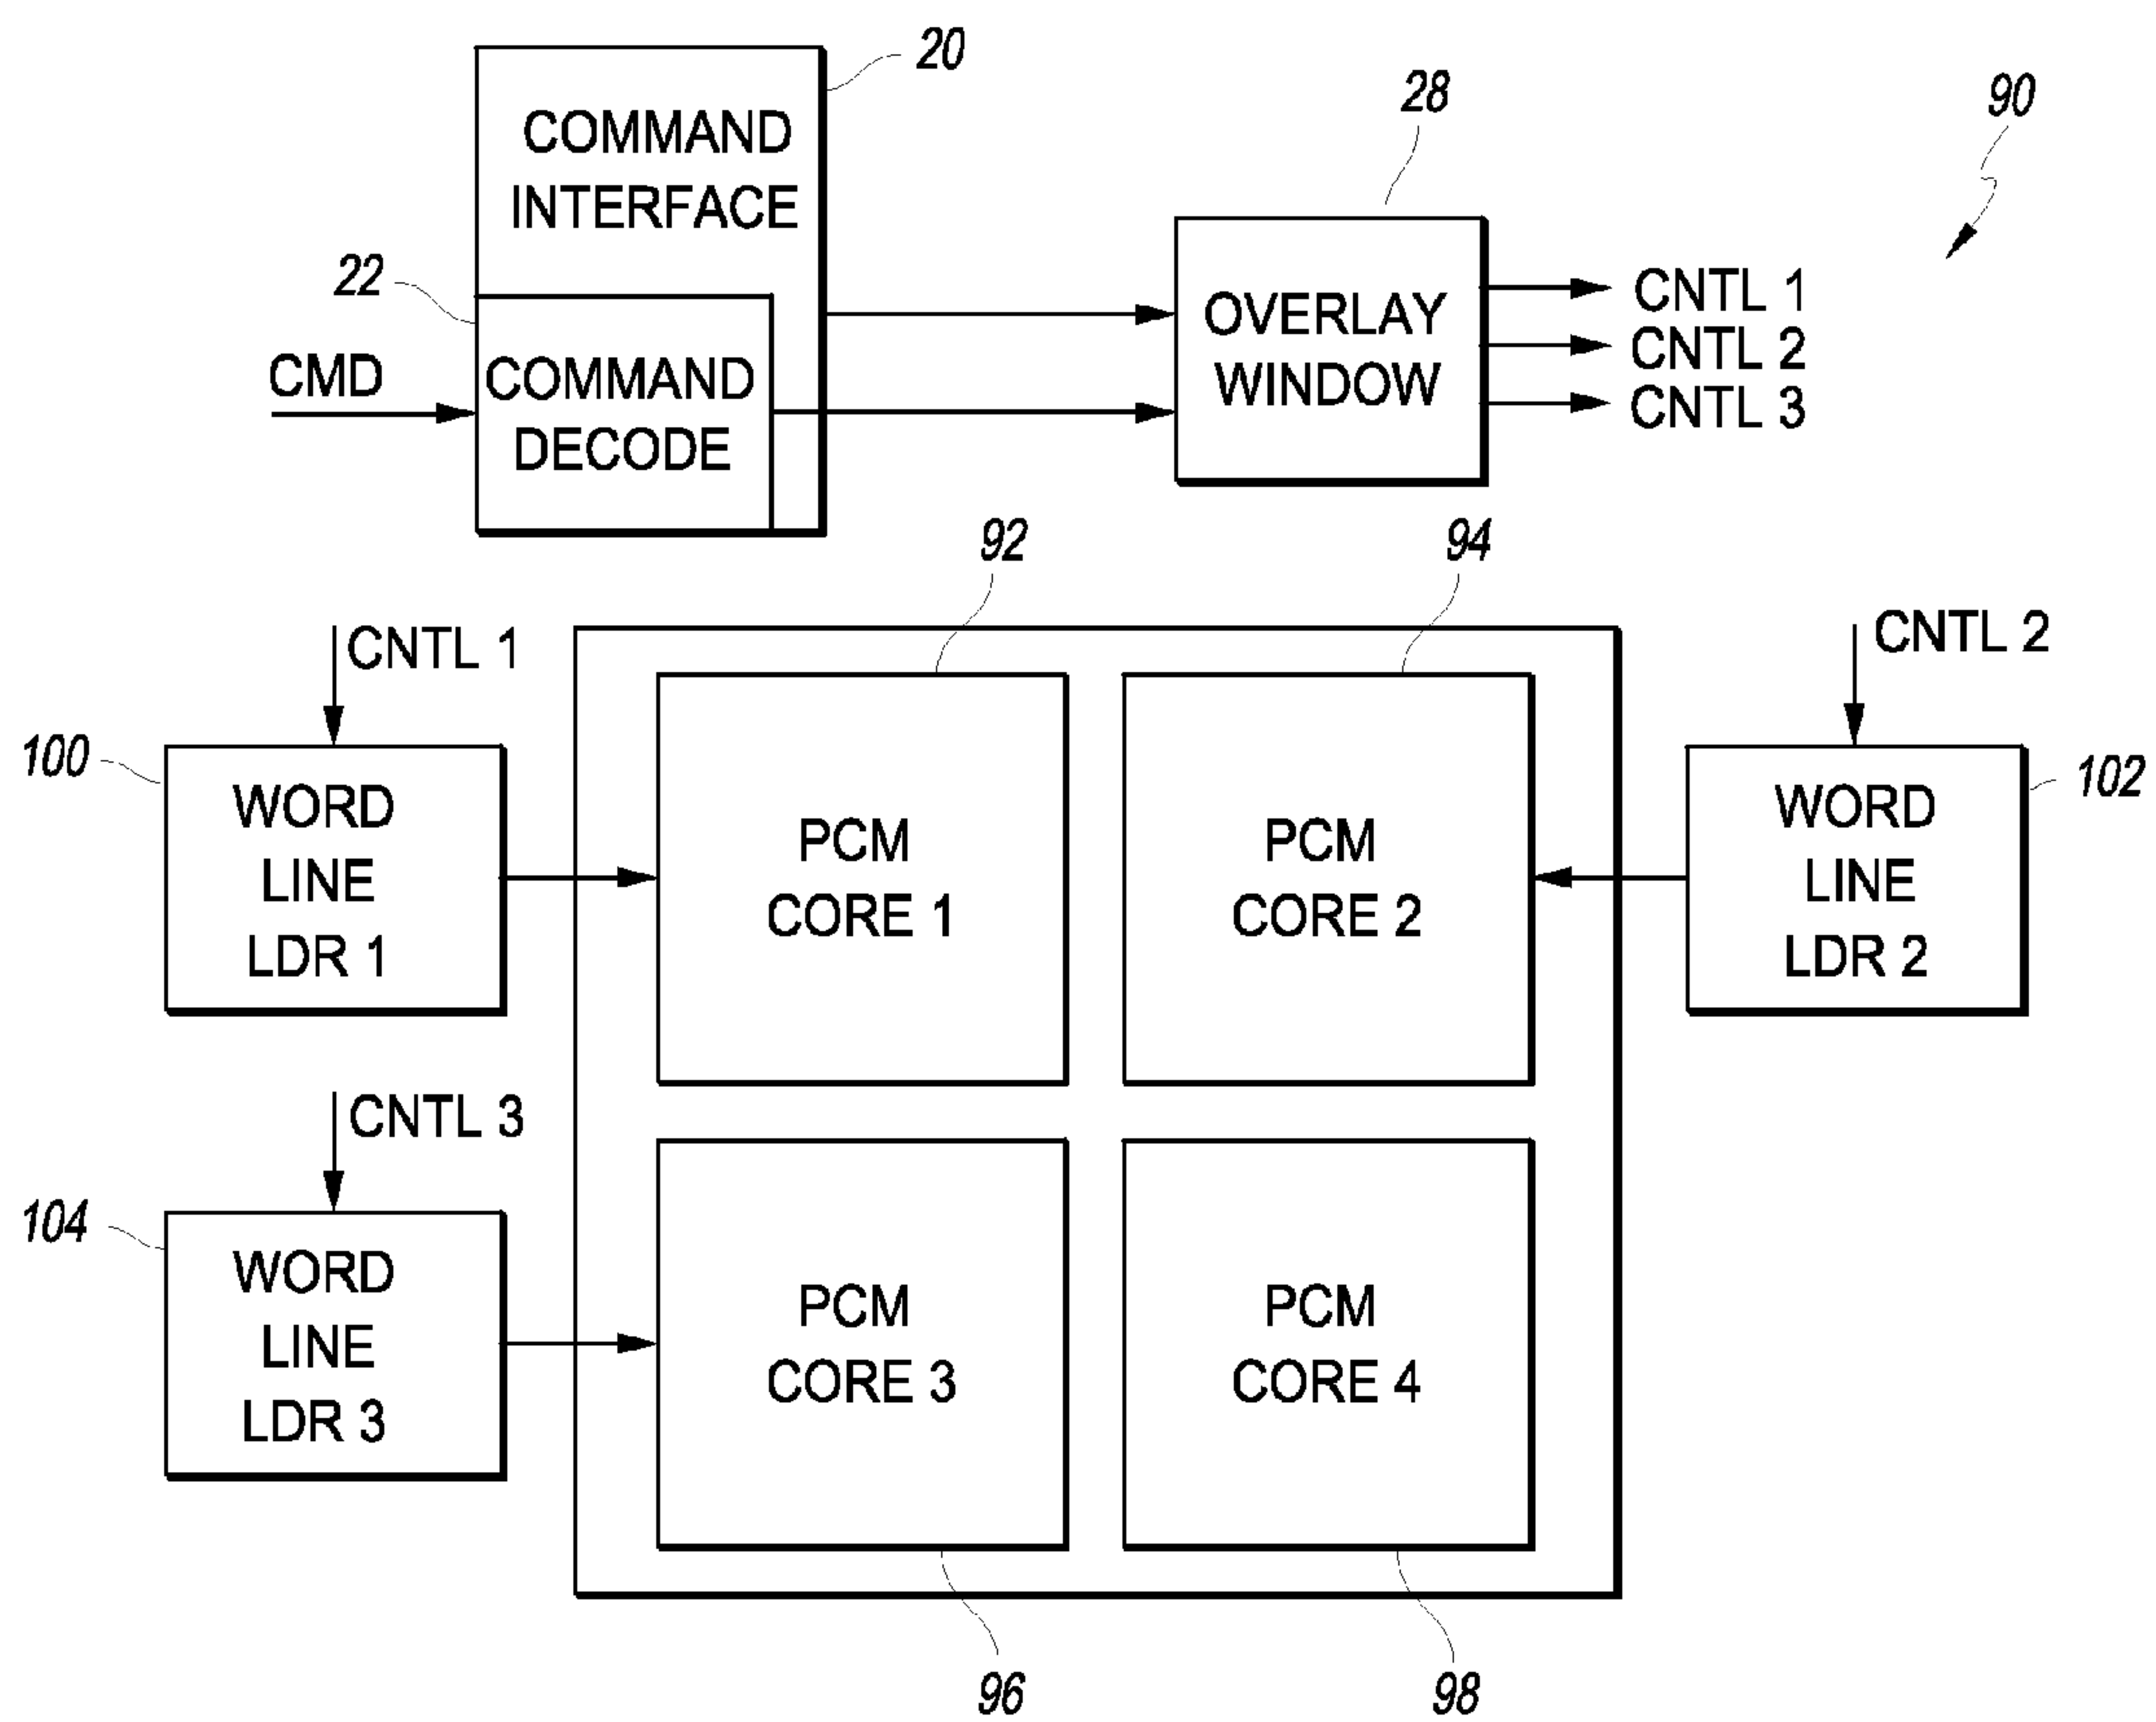 20
28
90
COMMAND
INTERFACE
22
CMD
COMMAND
DECODE
OVERLAY
WINDOW
CNTL 1
CNTL 2
CNTL 3
92
94
CNTL 1
CNTL 2
100
WORD
LINE
LDR 1
PCM
CORE 1
PCM
CORE 2
WORD
LINE
LDR 2
102
CNTL 3
104
WORD
LINE
LDR 3
PCM
CORE 3
PCM
CORE 4
96
98